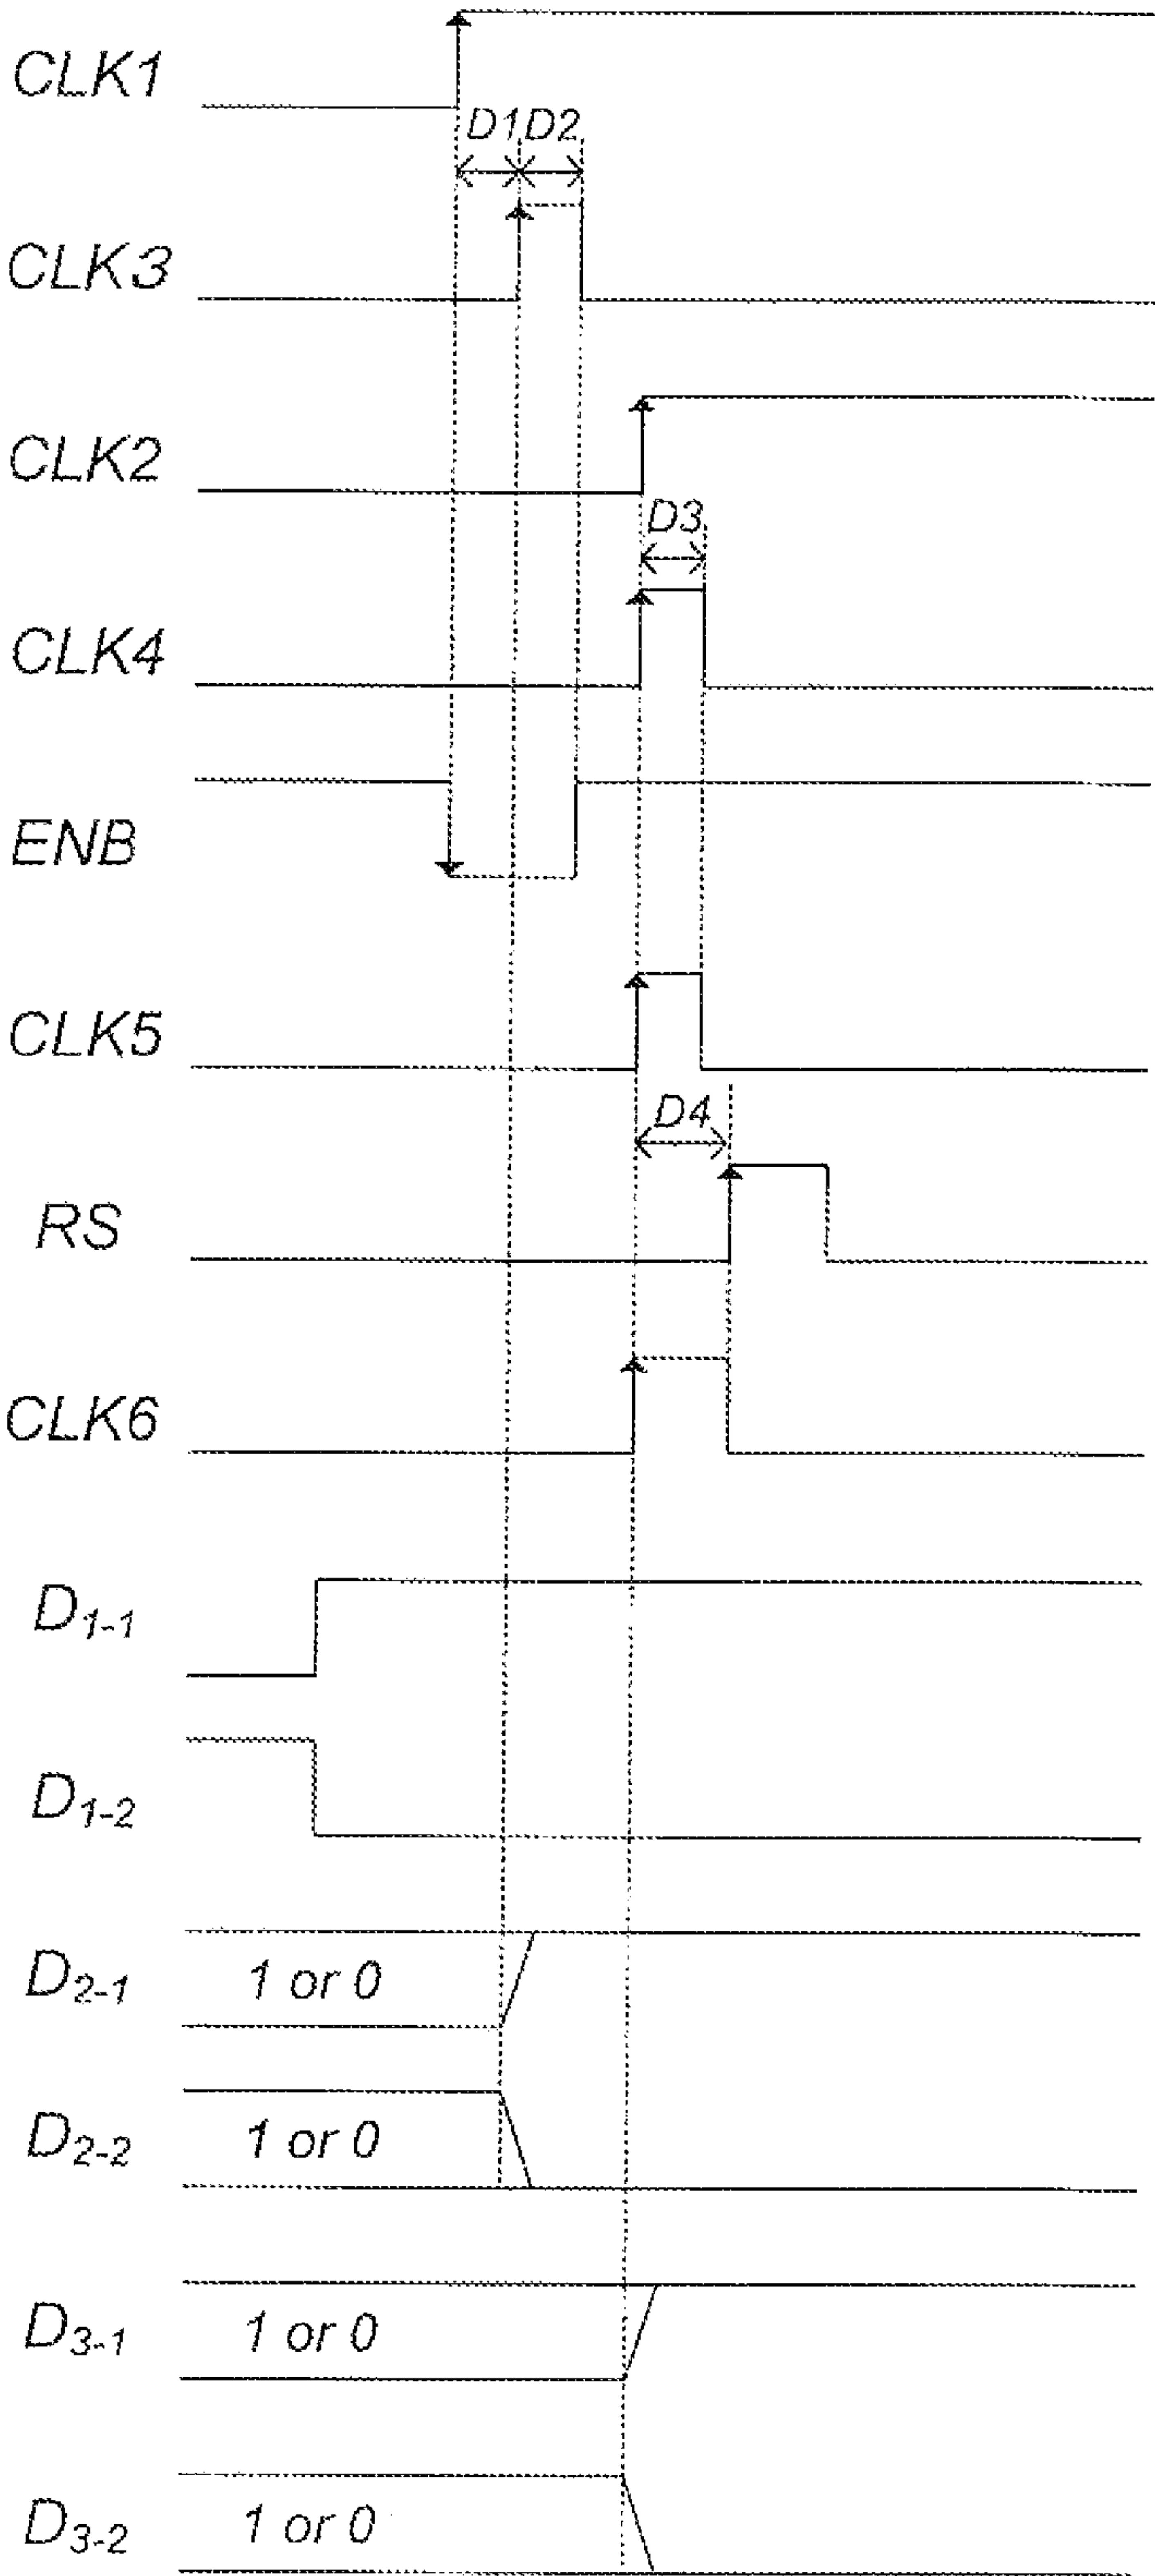 CLK1
D1 D2
CLK3
CLK2
D3
CLK4
ENB
CLK5
D4
RS
CLK6
D1-1
D1-2
D2-1 1 or 0
D2-2 1 or 0
D3-1 1 or 0
D3-2 1 or 0